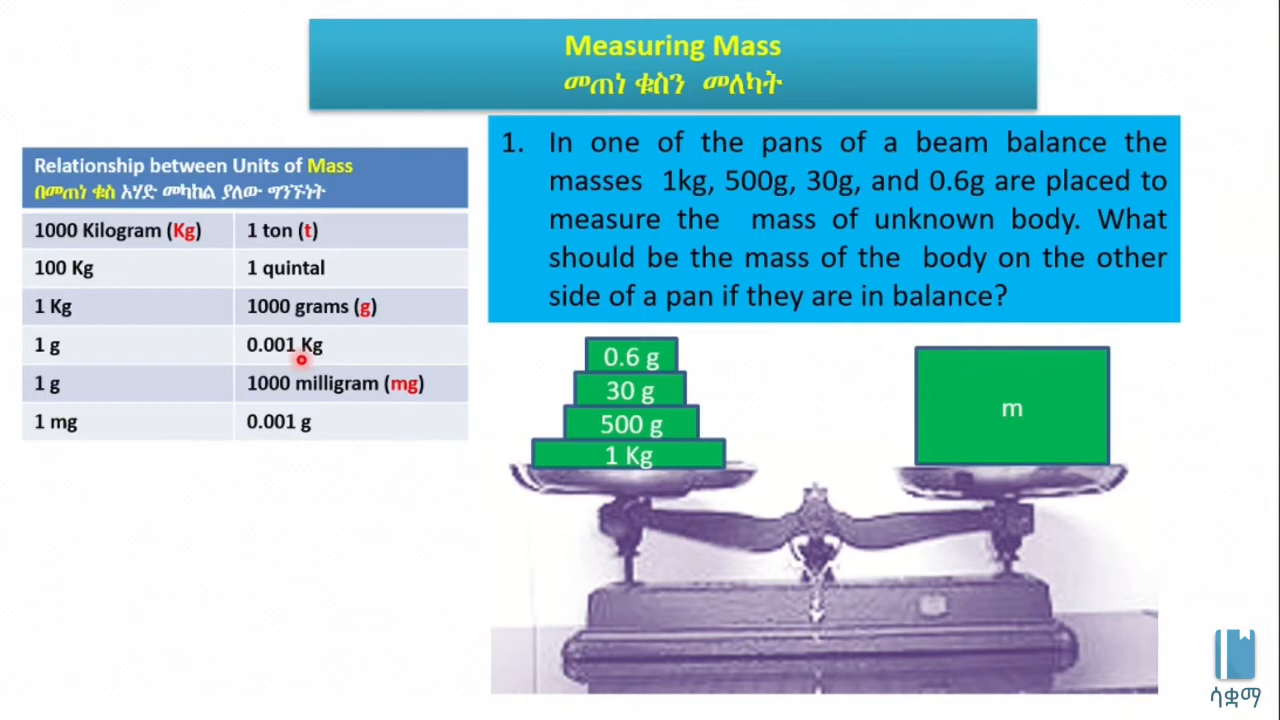 Measuring Mass
መጠነ ቁስን መለካት
Relationship between Units of Mass
በመጠነ ቁስ አሃድ መካከል ያለው ግንኙነት
1000 Kilogram (Kg) 1 ton (t)
100 Kg 1 quintal
1 Kg 1000 grams (g)
1 g 0.001 Kg
1 g 1000 milligram (mg)
1 mg 0.001 g
1. In one of the pans of a beam balance the
masses 1kg, 500g, 30g, and 0.6g are placed to
measure the mass of unknown body. What
should be the mass of the body on the other
side of a pan if they are in balance?
0.6 g
30 g
500 g
1 Kg
m
ሳቋማ